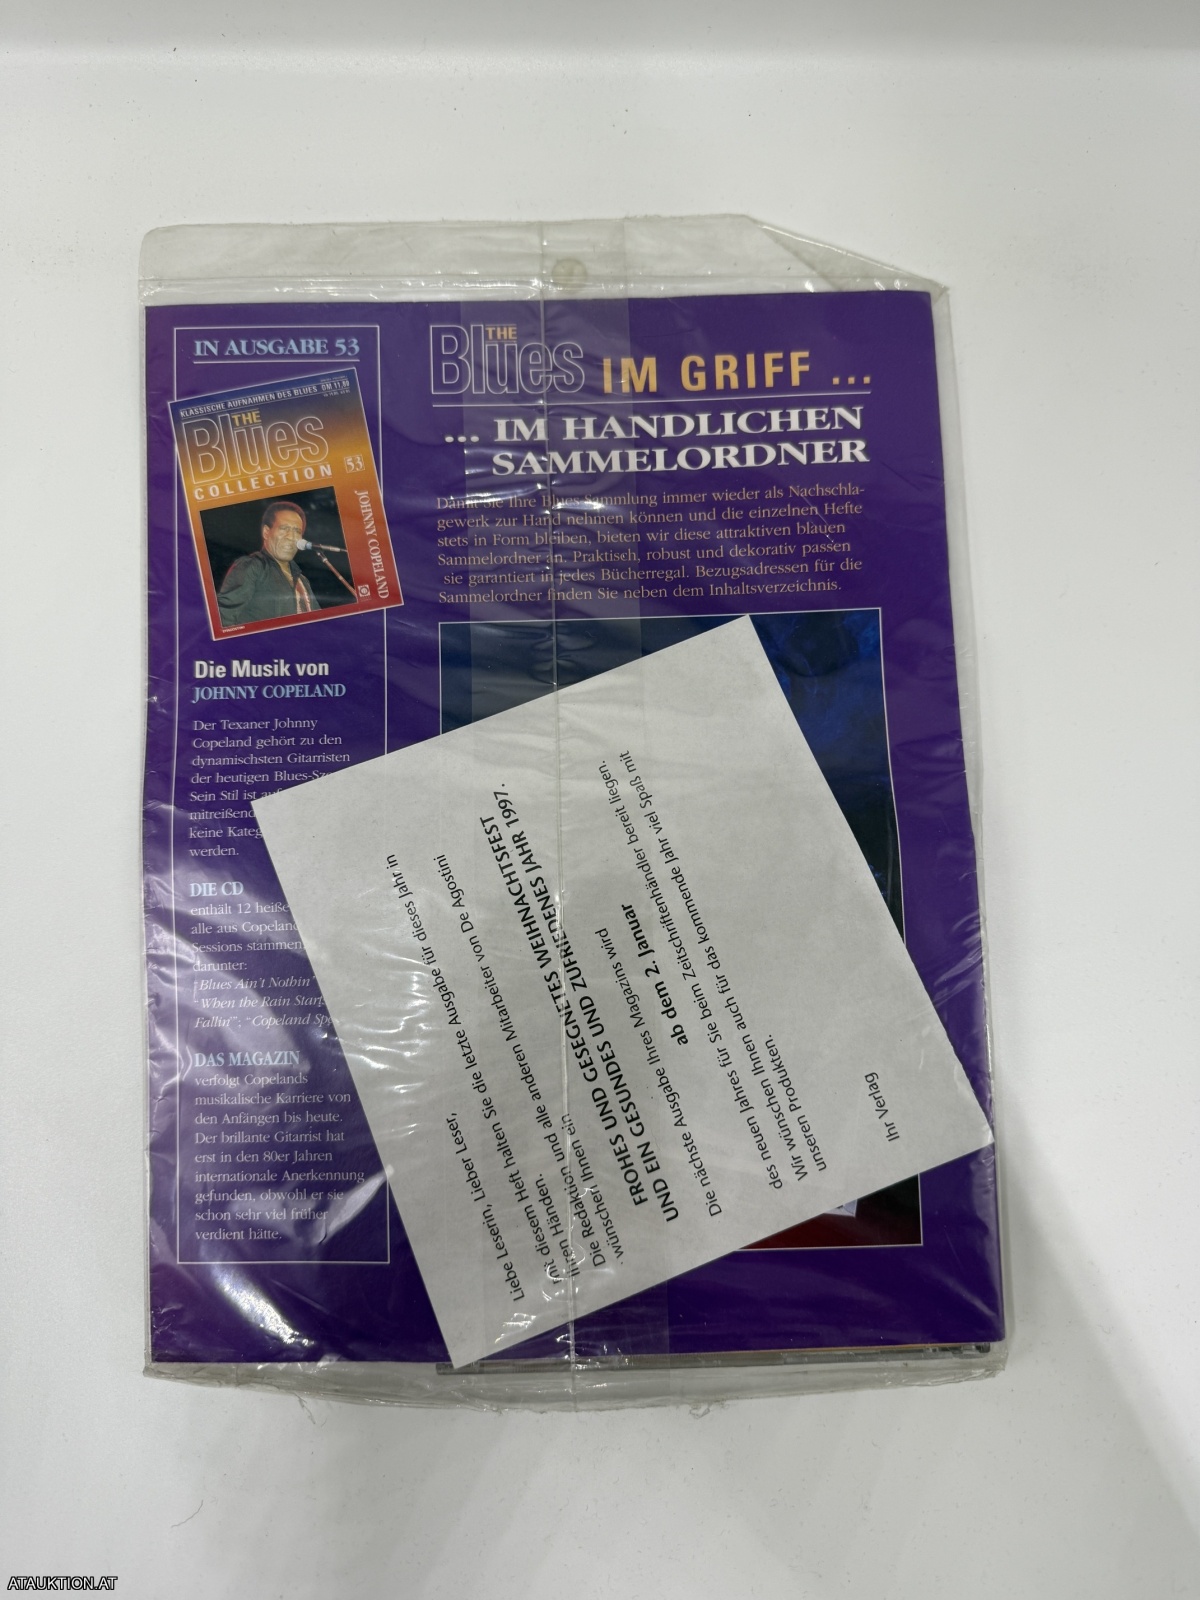 IN AUSGABE 53
KLASSISCHE AUFNAHMEN DES BLUES DM 11,80
THE
Blues
COLLECTION
53
JOHNNY COPELAND
Die Musik von
JOHNNY COPELAND
Der Texaner Johnny
Copeland gehört zu den
dynamischsten Gitarristen
der heutigen Blues-Sz
Sein Stil ist
mitreißend
keine Kateg
werden.
DIE CD
enthält 12 heiße
alle aus Copeland
Sessions stammen,
darunter:
"Blues Ain't Nothin'
"When the Rain Starts
Fallin'"; "Copeland Spe
DAS MAGAZIN
verfolgt Copelands
musikalische Karriere von
den Anfängen bis heute.
Der brillante Gitarrist hat
erst in den 80er Jahren
internationale Anerkennung
gefunden, obwohl er sie
schon sehr viel früher
verdient hätte.
THE
Blues IM GRIFF ...
... IM HANDLICHEN
SAMMELORDNER
Damit Sie Ihre Blues-Sammlung immer wieder als Nachschla-
gewerk zur Hand nehmen können und die einzelnen Hefte
stets in Form bleiben, bieten wir diese attraktiven blauen
Sammelordner an. Praktisch, robust und dekorativ passen
sie garantiert in jedes Bücherregal. Bezugsadressen für die
Sammelordner finden Sie neben dem Inhaltsverzeichnis.
Liebe Leserin, Lieber Leser,
mit diesem Heft halten Sie die letzte Ausgabe für dieses Jahr in
Ihren Händen.
Die Redaktion und alle anderen Mitarbeiter von De Agostini
wünschen Ihnen ein
FROHES UND GESEGNETES WEIHNACHTSFEST
UND EIN GESUNDES UND ZUFRIEDENES JAHR 1997.
Die nächste Ausgabe Ihres Magazins wird
ab dem 2. Januar
des neuen Jahres für Sie beim Zeitschriftenhändler bereit liegen.
Wir wünschen Ihnen auch für das kommende Jahr viel Spaß mit
unseren Produkten.
Ihr Verlag
ATAUKTION.AT